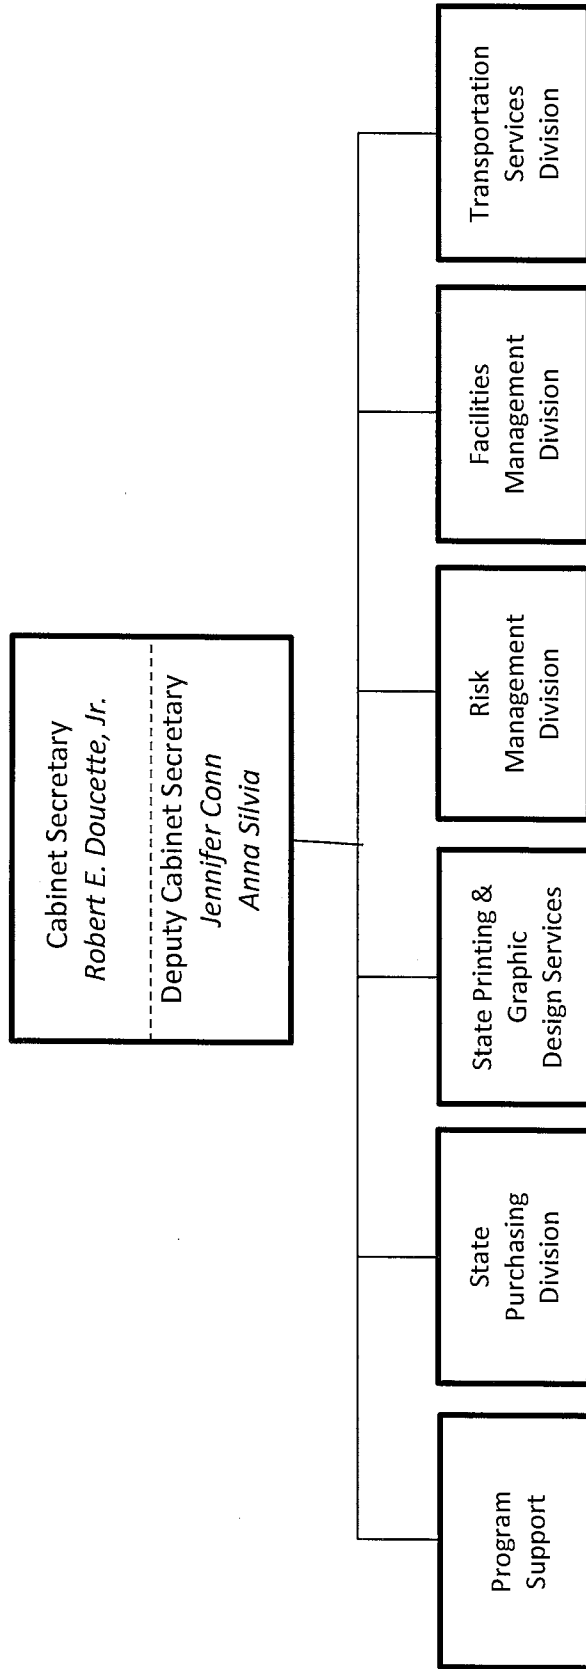 Cabinet Secretary
Robert E. Doucette, Jr.
Deputy Cabinet Secretary
Jennifer Conn
Anna Silvia
Program
Support
State
Purchasing
Division
State Printing &
Graphic
Design Services
Risk
Management
Division
Facilities
Management
Division
Transportation
Services
Division